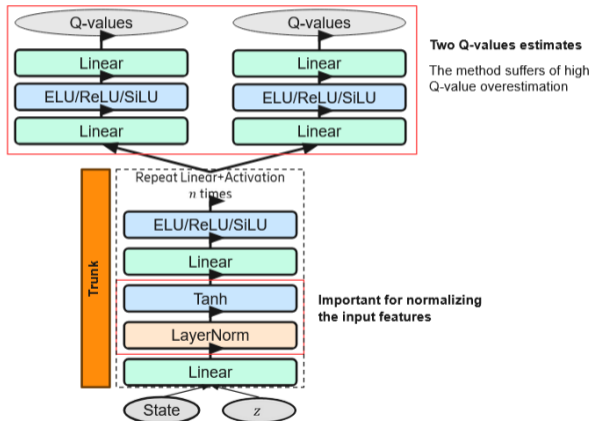 Q-values
Q-values
Linear
Linear
ELU/ReLU/SiLU
ELU/ReLU/SiLU
Linear
Linear
Two Q-values estimates
The method suffers of high
Q-value overestimation
Repeat Linear+Activation
n times
ELU/ReLU/SiLU
Linear
Tanh
LayerNorm
Linear
Trunk
Important for normalizing
the input features
State
z